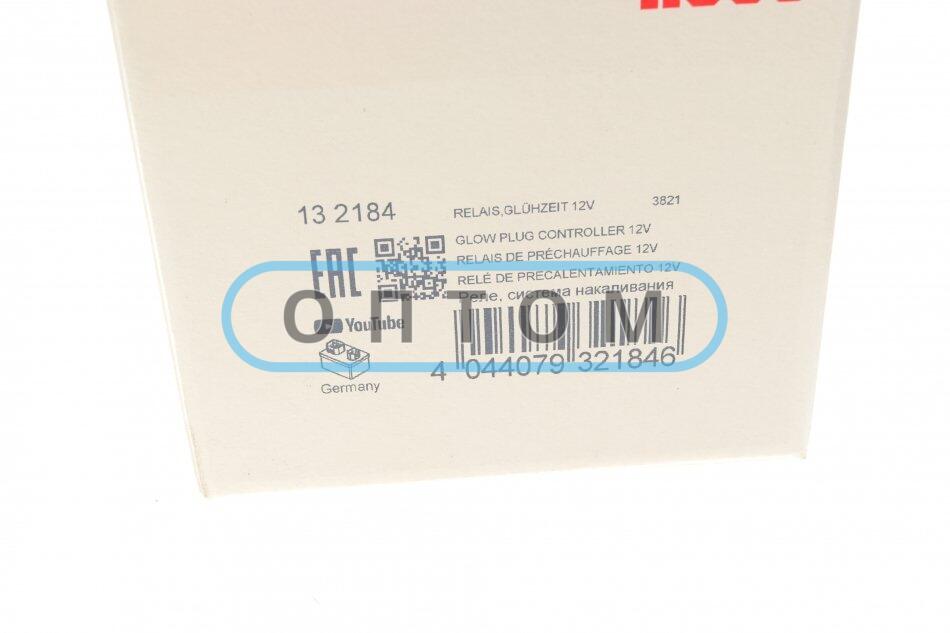 13 2184
RELAIS,GLÜHZEIT 12V
3821
GLOW PLUG CONTROLLER 12V
RELAIS DE PRÉCHAUFFAGE 12V
RELÉ DE PRECALENTAMIENTO 12V
Реле, система накаливания
EAC
YouTube
ОПТОМ
Germany
4 044079 321846